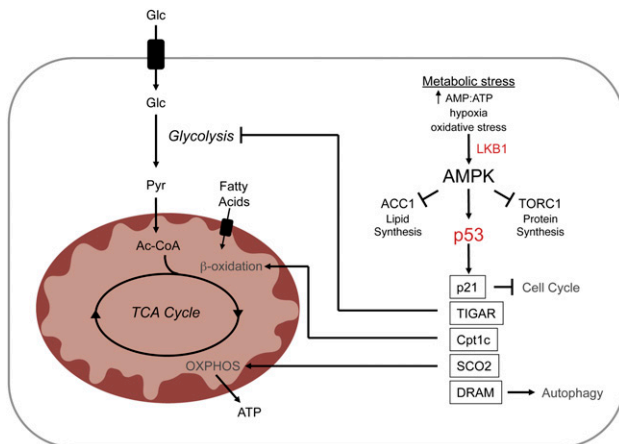 Glc
Glc
Glycolysis
Pyr
Fatty
Acids
Ac-CoA
β-oxidation
TCA Cycle
OXPHOS
ATP
Metabolic stress
AMP:ATP
hypoxia
oxidative stress
LKB1
AMPK
ACC1
Lipid
Synthesis
TORC1
Protein
Synthesis
p53
p21
Cell Cycle
TIGAR
Cpt1c
SCO2
DRAM
Autophagy